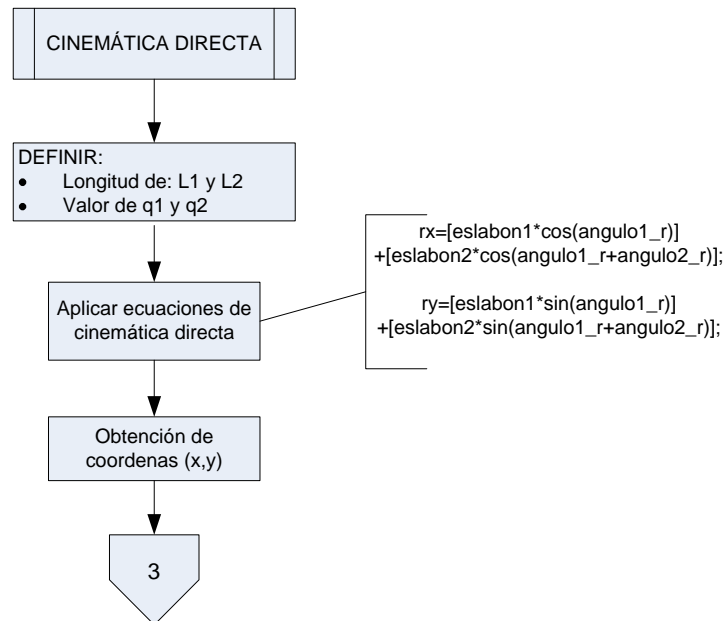 CINEMÁTICA DIRECTA
DEFINIR:
• Longitud de: L1 y L2
• Valor de q1 y q2
Aplicar ecuaciones de
cinemática directa
rx=[eslabon1*cos(angulo1_r)]
+[eslabon2*cos(angulo1_r+angulo2_r)];
ry=[eslabon1*sin(angulo1_r)]
+[eslabon2*sin(angulo1_r+angulo2_r)];
Obtención de
coordenas (x,y)
3